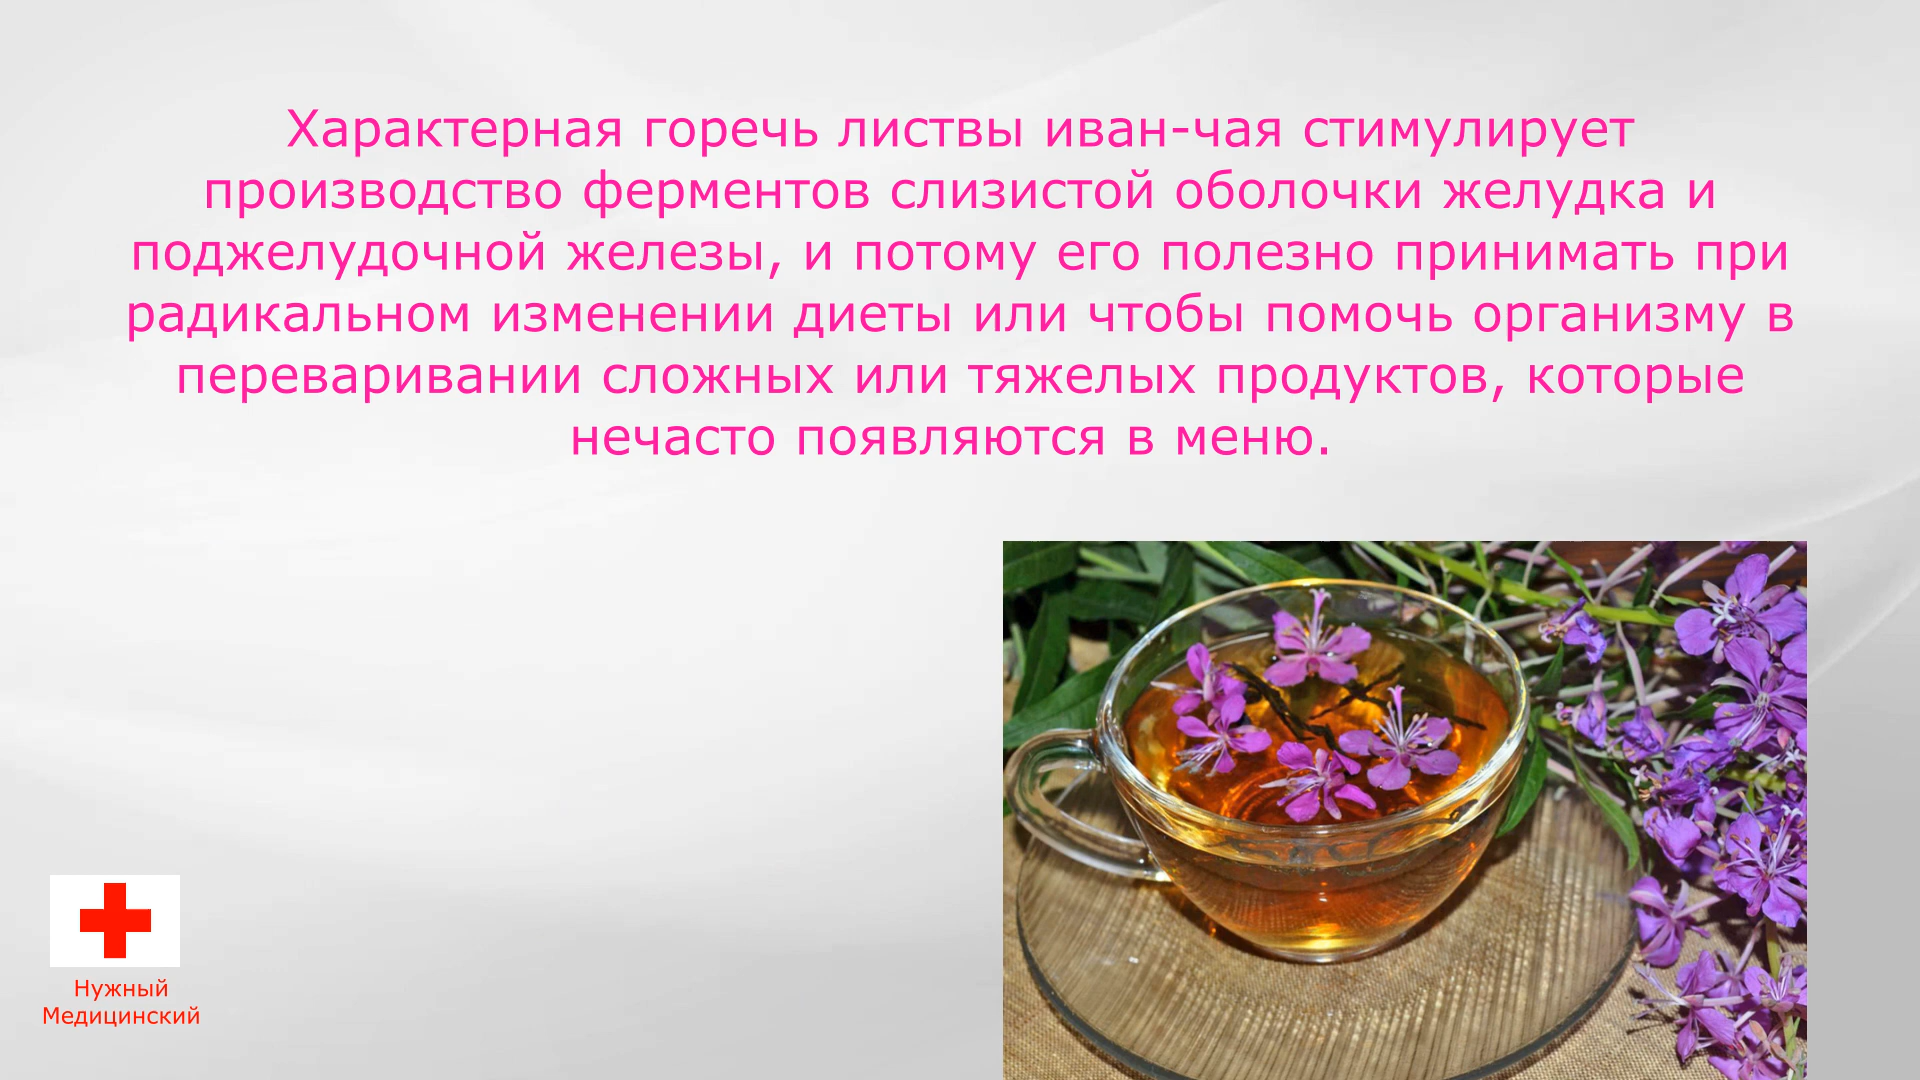 Характерная горечь листвы иван-чая стимулирует
производство ферментов слизистой оболочки желудка и
поджелудочной железы, и потому его полезно принимать при
радикальном изменении диеты или чтобы помочь организму в
переваривании сложных или тяжелых продуктов, которые
нечасто появляются в меню.
Нужный
Медицинский